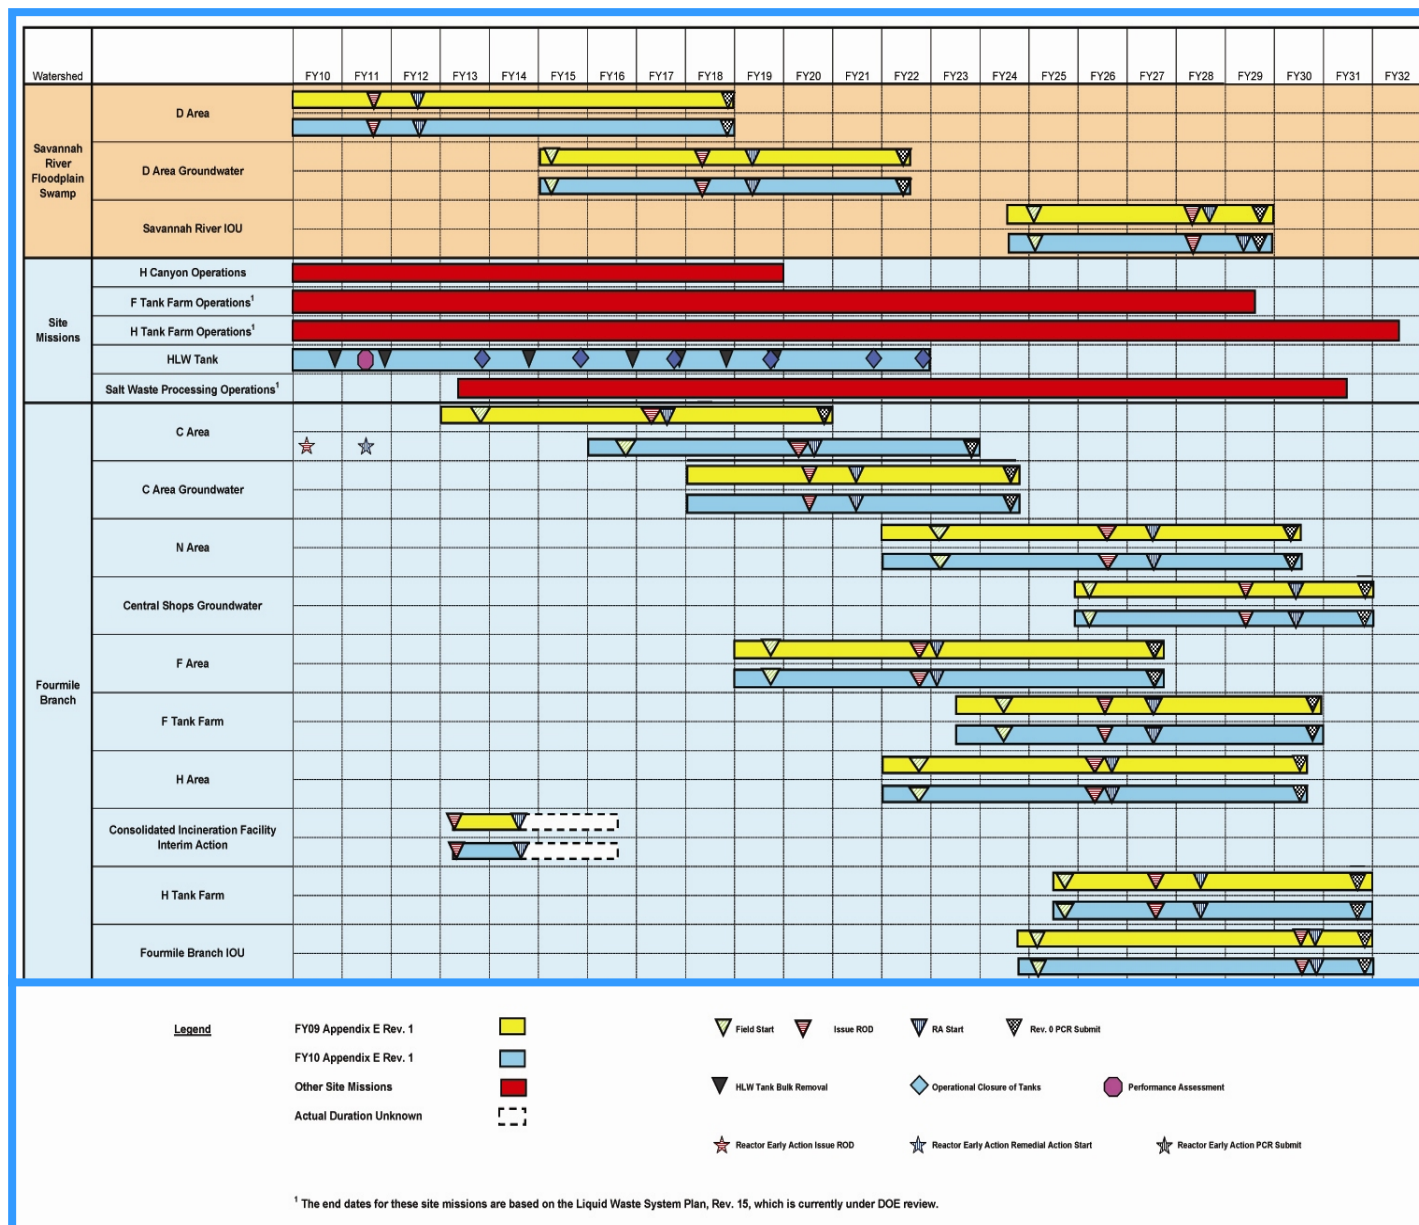 Watershed FY10 FY11 FY12 FY13 FY14 FY15 FY16 FY17 FY18 FY19 FY20 FY21 FY22 FY23 FY24 FY25 FY26 FY27 FY28 FY29 FY30 FY31 FY32
Savannah
River
Floodplain
Swamp
D Area
D Area Groundwater
Savannah River IOU
Site
Missions
H Canyon Operations
F Tank Farm Operations¹
H Tank Farm Operations¹
HLW Tank
Salt Waste Processing Operations¹
Fourmile
Branch
C Area
C Area Groundwater
N Area
Central Shops Groundwater
F Area
F Tank Farm
H Area
Consolidated Incineration Facility
Interim Action
H Tank Farm
Fourmile Branch IOU
Legend
FY09 Appendix E Rev. 1
FY10 Appendix E Rev. 1
Other Site Missions
Actual Duration Unknown
Field Start Issue ROD RA Start Rev. 0 PCR Submit
HLW Tank Bulk Removal Operational Closure of Tanks Performance Assessment
Reactor Early Action Issue ROD Reactor Early Action Remedial Action Start Reactor Early Action PCR Submit
¹ The end dates for these site missions are based on the Liquid Waste System Plan, Rev. 15, which is currently under DOE review.